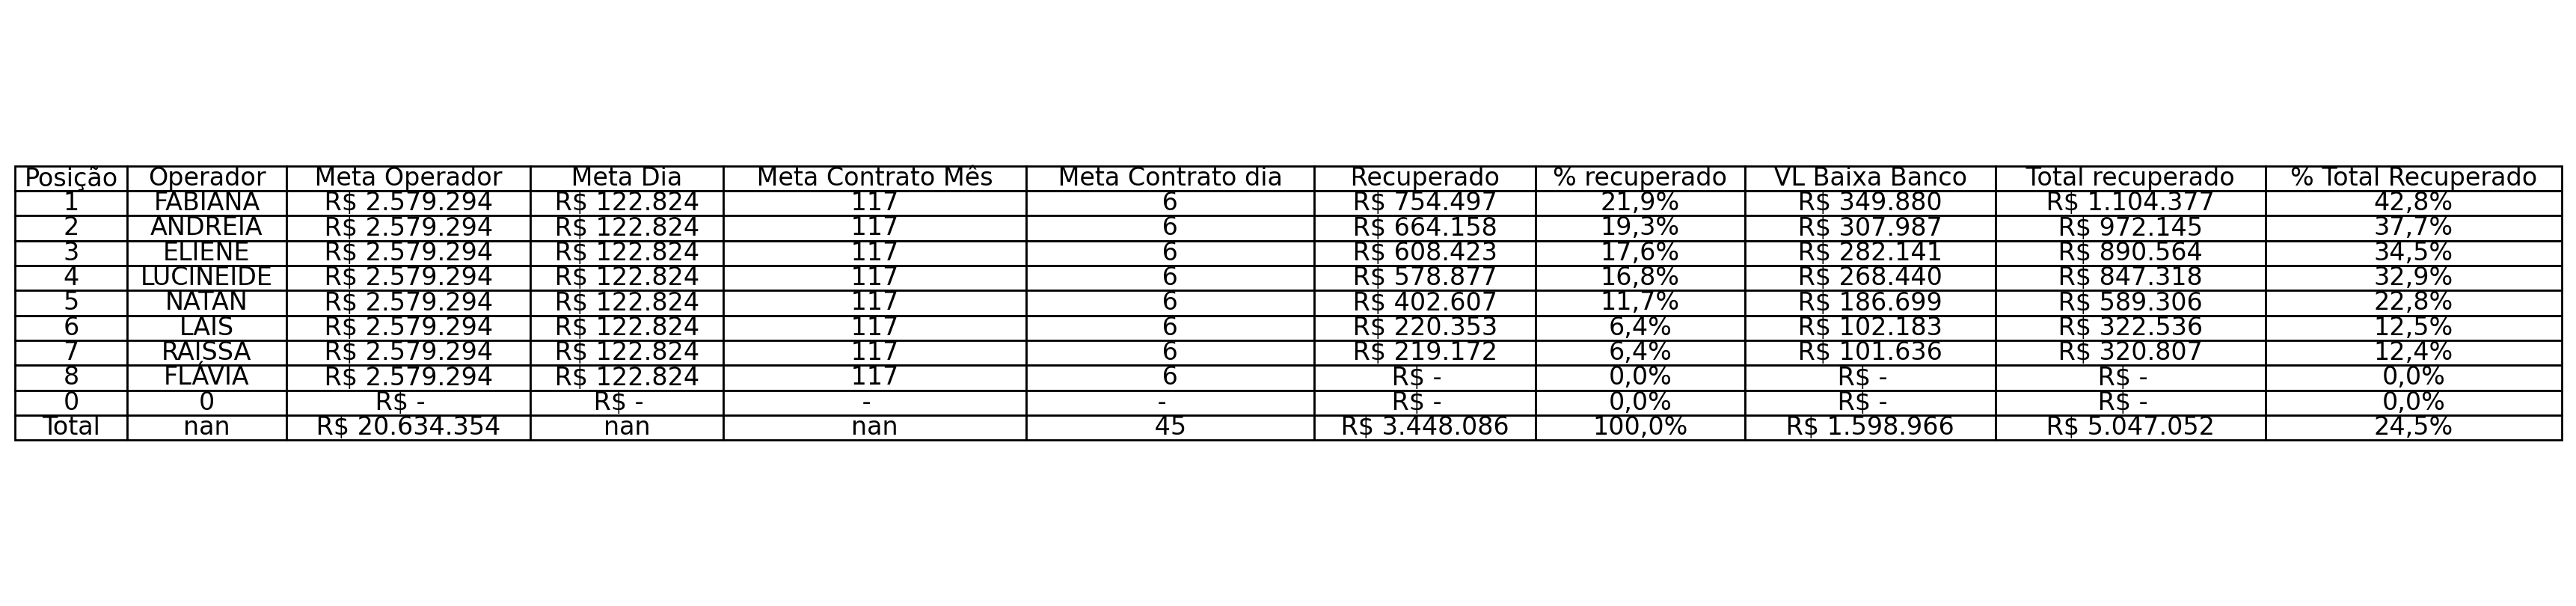 Posição Operador Meta Operador Meta Dia Meta Contrato Mês Meta Contrato dia Recuperado % recuperado VL Baixa Banco Total recuperado % Total Recuperado
1 FABIANA R$ 2.579.294 R$ 122.824 117 6 R$ 754.497 21,9% R$ 349.880 R$ 1.104.377 42,8%
2 ANDREIA R$ 2.579.294 R$ 122.824 117 6 R$ 664.158 19,3% R$ 307.987 R$ 972.145 37,7%
3 ELIENE R$ 2.579.294 R$ 122.824 117 6 R$ 608.423 17,6% R$ 282.141 R$ 890.564 34,5%
4 LUCINEIDE R$ 2.579.294 R$ 122.824 117 6 R$ 578.877 16,8% R$ 268.440 R$ 847.318 32,9%
5 NATAN R$ 2.579.294 R$ 122.824 117 6 R$ 402.607 11,7% R$ 186.699 R$ 589.306 22,8%
6 LAIS R$ 2.579.294 R$ 122.824 117 6 R$ 220.353 6,4% R$ 102.183 R$ 322.536 12,5%
7 RAISSA R$ 2.579.294 R$ 122.824 117 6 R$ 219.172 6,4% R$ 101.636 R$ 320.807 12,4%
8 FLÁVIA R$ 2.579.294 R$ 122.824 117 6 R$ - 0,0% R$ - R$ - 0,0%
0 0 R$ - R$ - - - R$ - 0,0% R$ - R$ - 0,0%
Total nan R$ 20.634.354 nan nan 45 R$ 3.448.086 100,0% R$ 1.598.966 R$ 5.047.052 24,5%